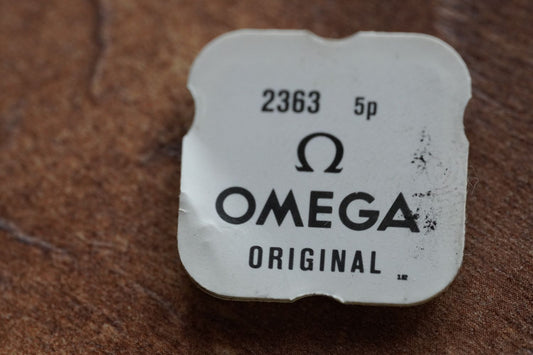 2363 5p
Ω
OMEGA
ORIGINAL